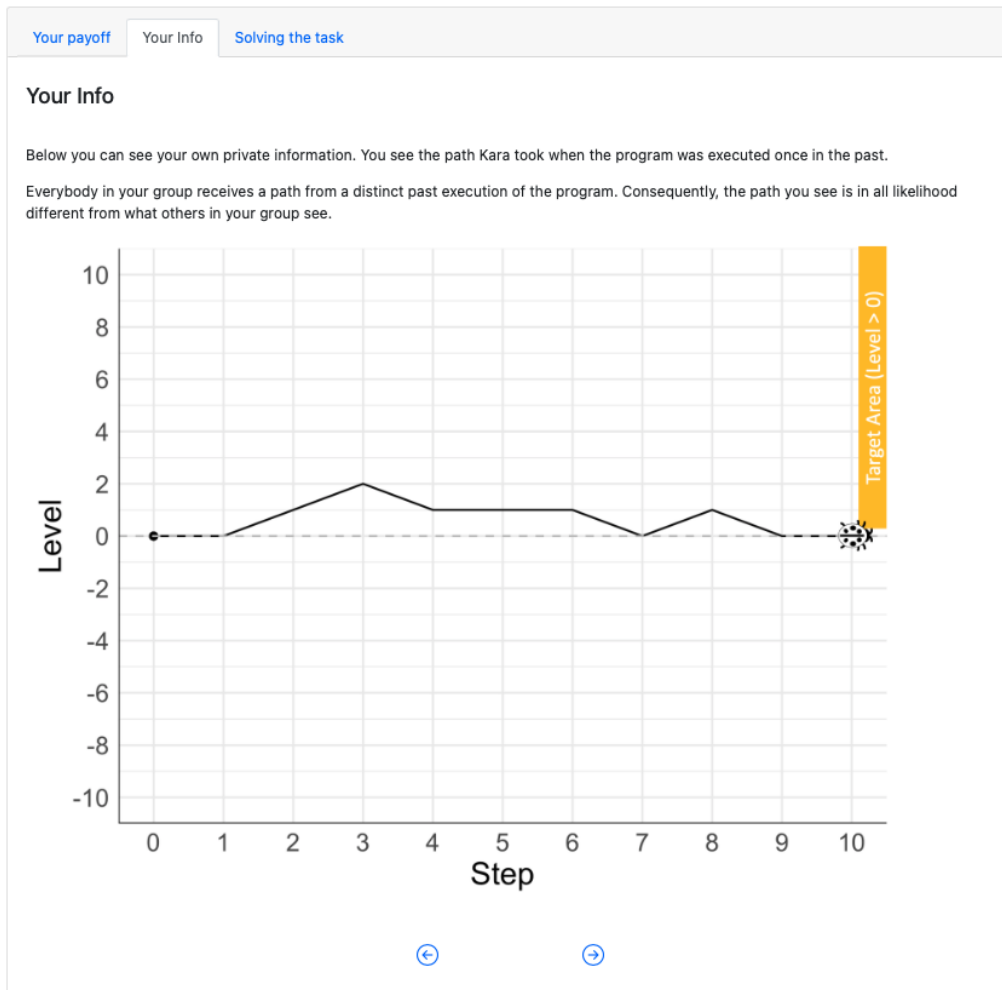 Your payoff
Your Info
Solving the task
Your Info
Below you can see your own private information. You see the path Kara took when the program was executed once in the past.
Everybody in your group receives a path from a distinct past execution of the program. Consequently, the path you see is in all likelihood
different from what others in your group see.
10
8
6
4
2
0
-2
-4
-6
-8
-10
Level
Target Area (Level > 0)
0 1 2 3 4 5 6 7 8 9 10
Step